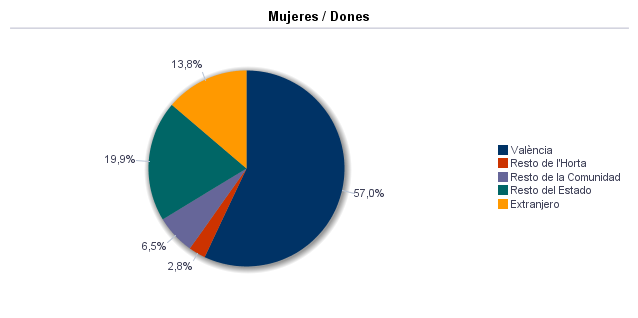 Mujeres / Dones
13,8%
19,9%
57,0%
6,5%
2,8%
València
Resto de l'Horta
Resto de la Comunidad
Resto del Estado
Extranjero